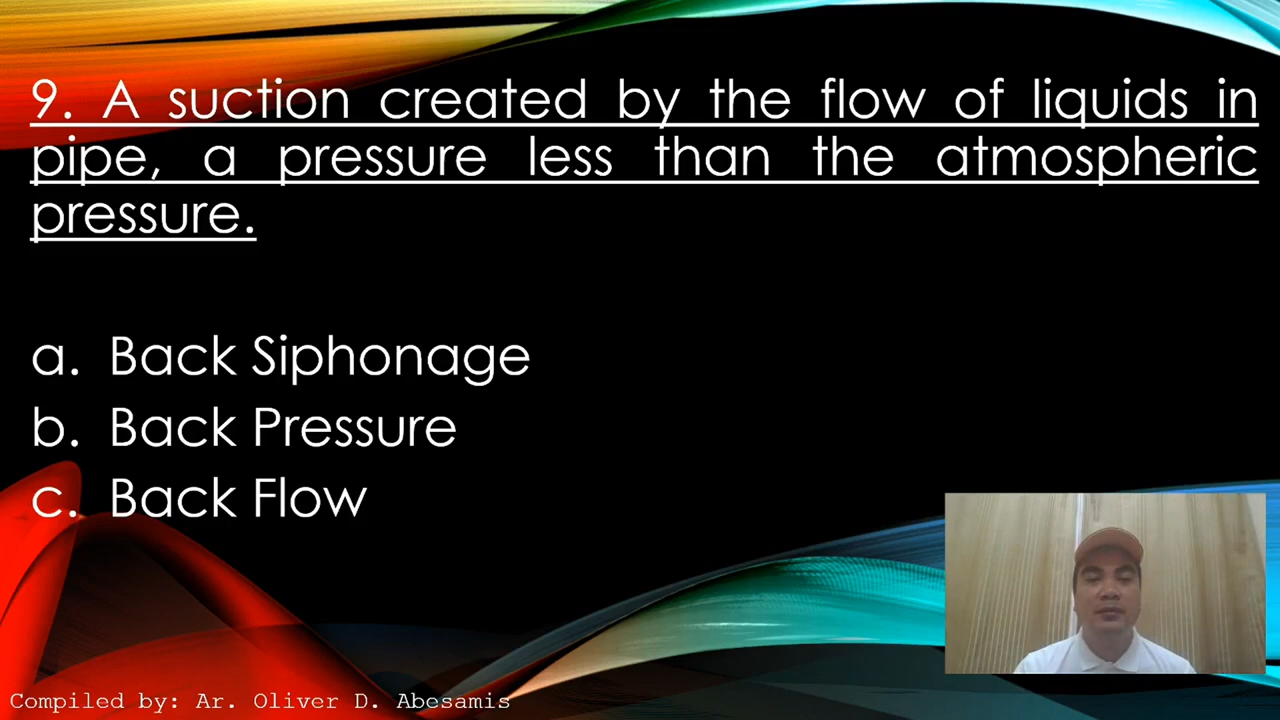 9. A suction created by the flow of liquids in
pipe, a pressure less than the atmospheric
pressure.
a. Back Siphonage
b. Back Pressure
c. Back Flow
Compiled by: Ar. Oliver D. Abesamis